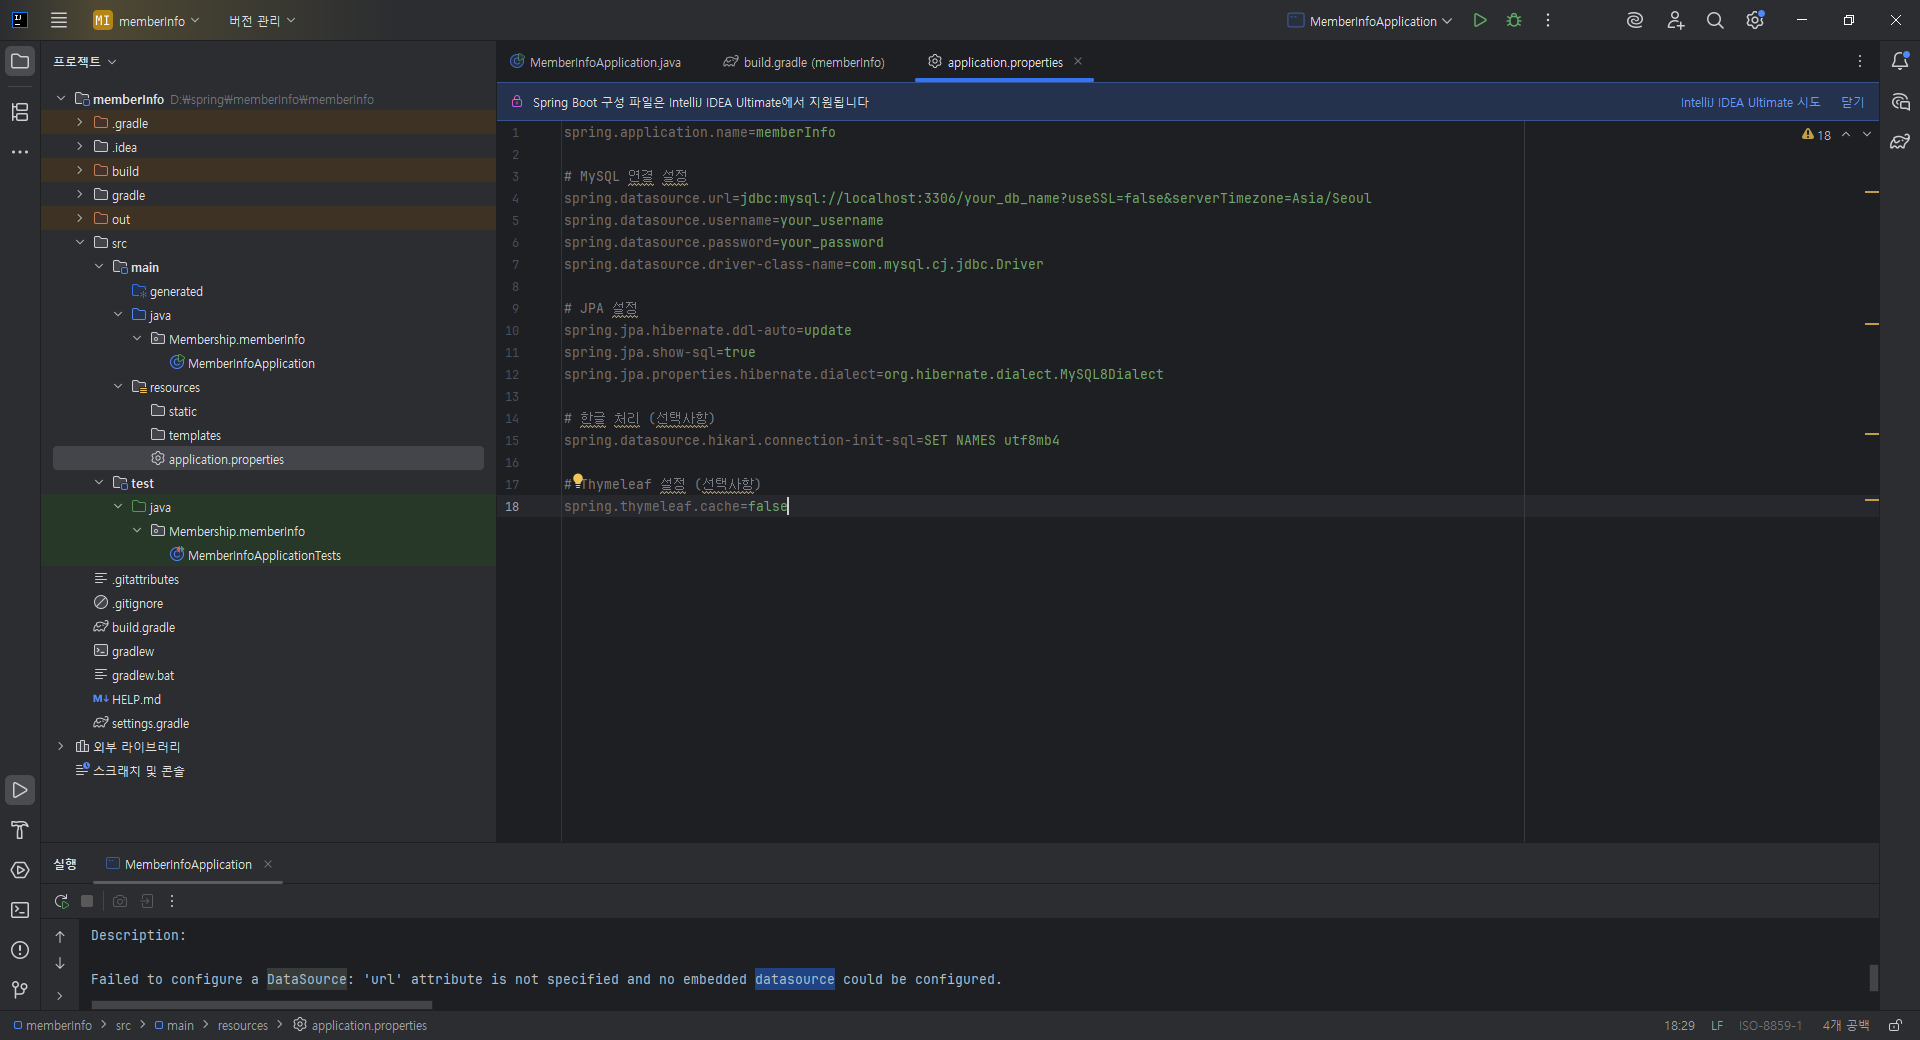 MI memberInfo 버전 관리 MemberInfoApplication
프로젝트
MemberInfoApplication.java build.gradle (memberInfo) application.properties
Spring Boot 구성 파일은 IntelliJ IDEA Ultimate에서 지원됩니다 IntelliJ IDEA Ultimate 시도 닫기
memberInfo D:₩spring₩memberInfo₩memberInfo
.gradle
.idea
build
gradle
out
src
main
generated
java
Membership.memberInfo
MemberInfoApplication
resources
static
templates
application.properties
test
java
Membership.memberInfo
MemberInfoApplicationTests
.gitattributes
.gitignore
build.gradle
gradlew
gradlew.bat
M↓ HELP.md
settings.gradle
외부 라이브러리
스크래치 및 콘솔
18
1 spring.application.name=memberInfo
2
3 # MySQL 연결 설정
4 spring.datasource.url=jdbc:mysql://localhost:3306/your_db_name?useSSL=false&serverTimezone=Asia/Seoul
5 spring.datasource.username=your_username
6 spring.datasource.password=your_password
7 spring.datasource.driver-class-name=com.mysql.cj.jdbc.Driver
8
9 # JPA 설정
10 spring.jpa.hibernate.ddl-auto=update
11 spring.jpa.show-sql=true
12 spring.jpa.properties.hibernate.dialect=org.hibernate.dialect.MySQL8Dialect
13
14 # 한글 처리 (선택사항)
15 spring.datasource.hikari.connection-init-sql=SET NAMES utf8mb4
16
17 # Thymeleaf 설정 (선택사항)
18 spring.thymeleaf.cache=false
실행 MemberInfoApplication
Description:
Failed to configure a DataSource: 'url' attribute is not specified and no embedded datasource could be configured.
memberInfo > src > main > resources > application.properties 18:29 LF ISO-8859-1 4개 공백